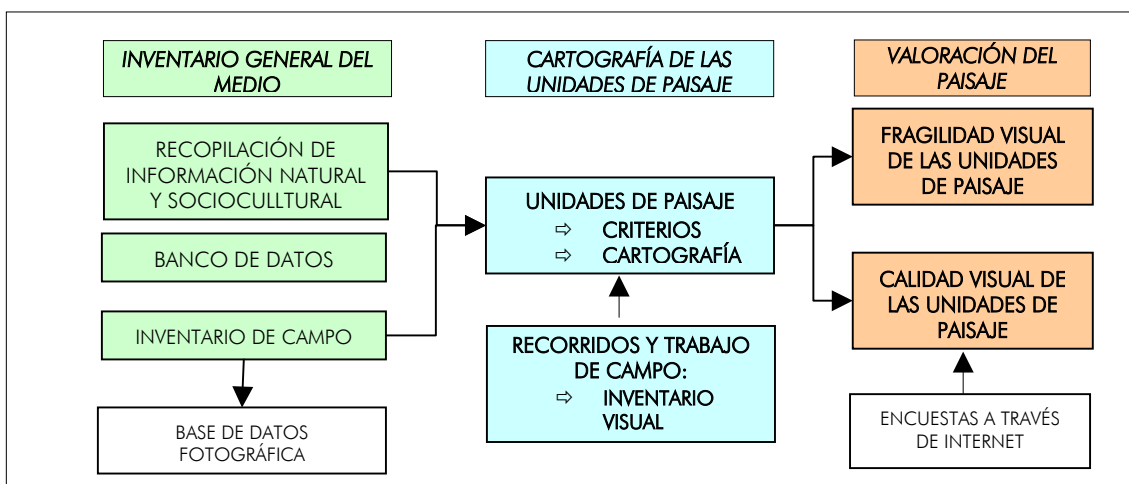 INVENTARIO GENERAL DEL
MEDIO
RECOPILACIÓN DE
INFORMACIÓN NATURAL
Y SOCIOCULLTURAL
BANCO DE DATOS
INVENTARIO DE CAMPO
BASE DE DATOS
FOTOGRÁFICA
CARTOGRAFÍA DE LAS
UNIDADES DE PAISAJE
UNIDADES DE PAISAJE
⇨ CRITERIOS
⇨ CARTOGRAFÍA
RECORRIDOS Y TRABAJO
DE CAMPO:
⇨ INVENTARIO
VISUAL
VALORACIÓN DEL
PAISAJE
FRAGILIDAD VISUAL
DE LAS UNIDADES
DE PAISAJE
CALIDAD VISUAL DE
LAS UNIDADES DE
PAISAJE
ENCUESTAS A TRAVÉS
DE INTERNET